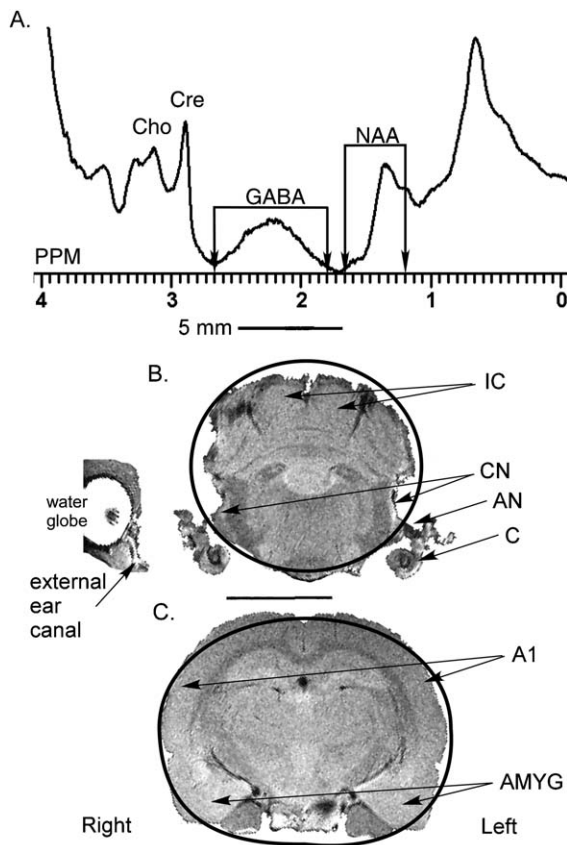 A.
Cre
Cho
NAA
GABA
PPM
4 3 2 1 0
5 mm
B.
IC
CN
AN
C
water
globe
external
ear
canal
C.
A1
AMYG
Right Left